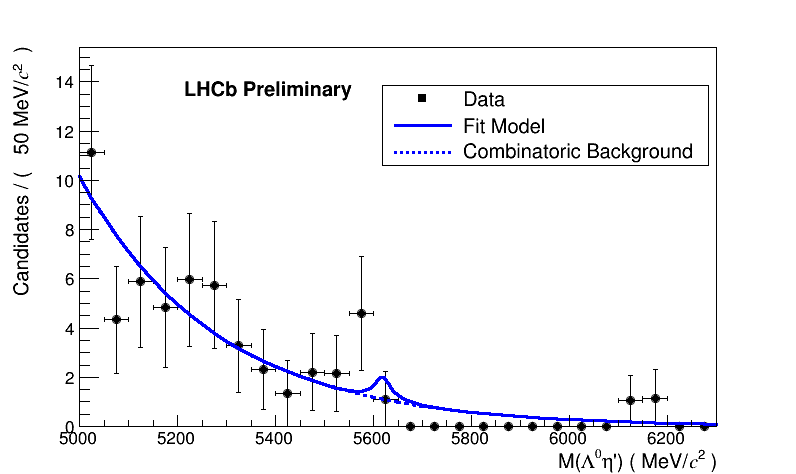 LHCb Preliminary
Data
Fit Model
Combinatoric Background
Candidates / ( 50 MeV/c² )
14
12
10
8
6
4
2
0
5000 5200 5400 5600 5800 6000 6200
M(Λ⁰η') ( MeV/c² )